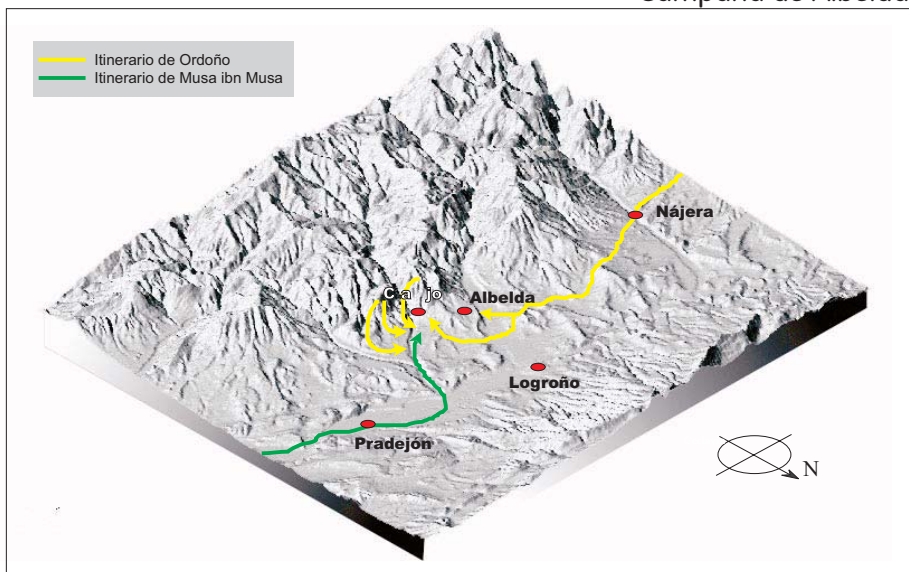 Itinerario de Ordoño
Itinerario de Musa ibn Musa
Nájera
Albelda
Logroño
Pradejón
N